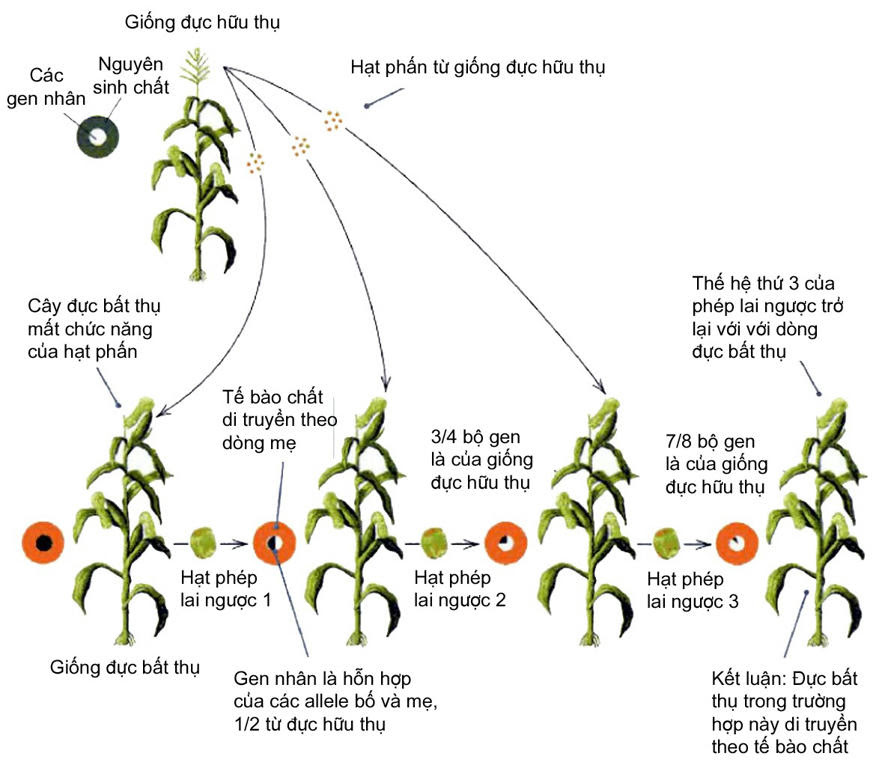 Giống đực hữu thụ
Các
gen nhân
Nguyên
sinh chất
Hạt phấn từ giống đực hữu thụ
Cây đực bất thụ
mất chức năng
của hạt phấn
Tế bào chất
di truyền theo
dòng mẹ
3/4 bộ gen
là của giống
đực hữu thụ
7/8 bộ gen
là của giống
đực hữu thụ
Thế hệ thứ 3 của
phép lai ngược trở
lại với với dòng
đực bất thụ
Hạt phép
lai ngược 1
Hạt phép
lai ngược 2
Hạt phép
lai ngược 3
Giống đực bất thụ
Gen nhân là hỗn hợp
của các allele bố và mẹ,
1/2 từ đực hữu thụ
Kết luận: Đực bất
thụ trong trường
hợp này di truyền
theo tế bào chất